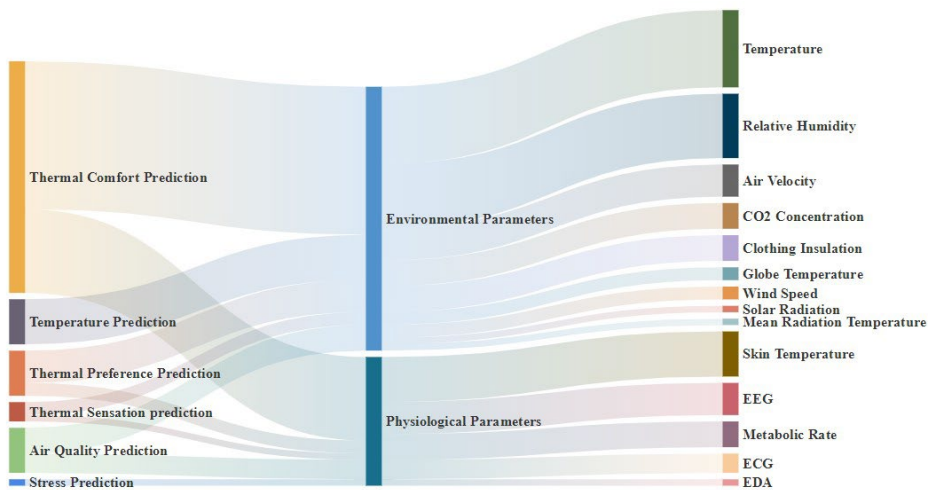 Thermal Comfort Prediction
Temperature Prediction
Thermal Preference Prediction
Thermal Sensation prediction
Air Quality Prediction
Stress Prediction
Environmental Parameters
Physiological Parameters
Temperature
Relative Humidity
Air Velocity
CO2 Concentration
Clothing Insulation
Globe Temperature
Wind Speed
Solar Radiation
Mean Radiation Temperature
Skin Temperature
EEG
Metabolic Rate
ECG
EDA